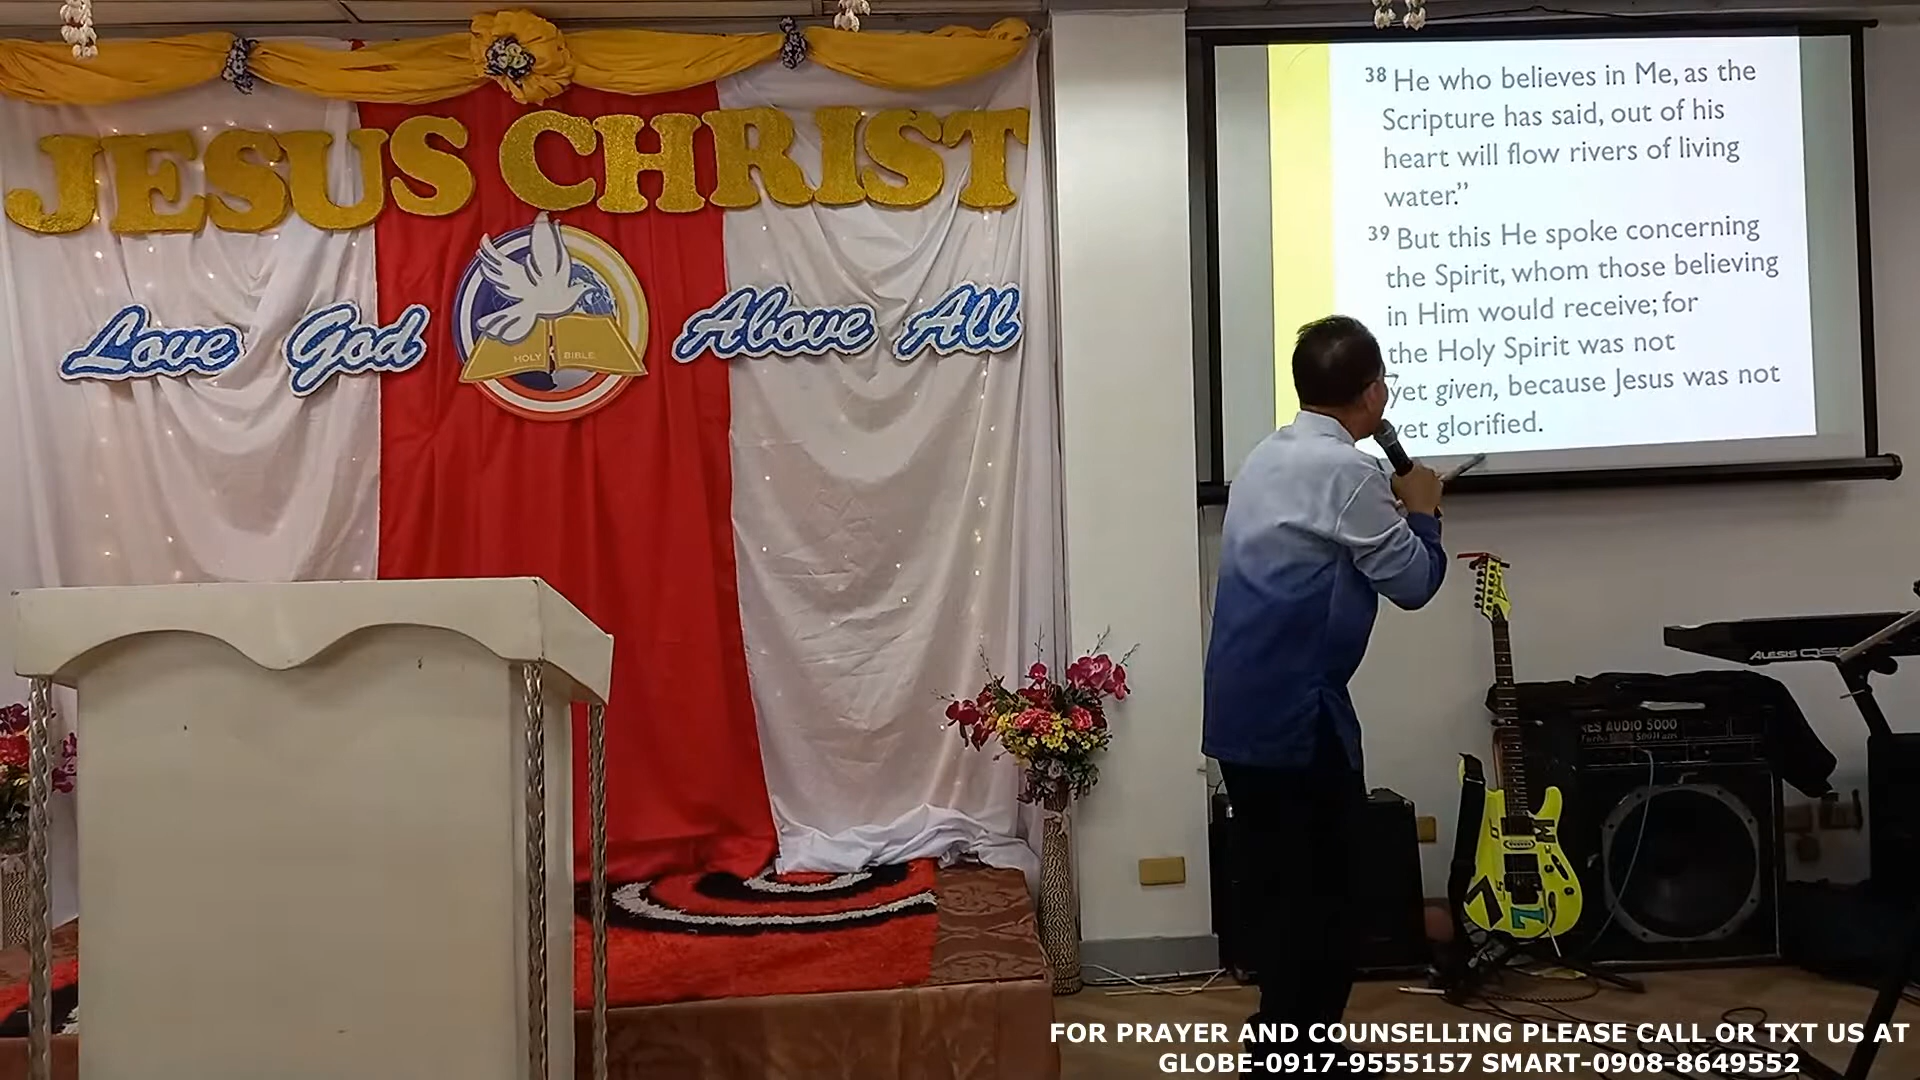 JESUS CHRIST
Love God Above All
HOLY BIBLE
38 He who believes in Me, as the
Scripture has said, out of his
heart will flow rivers of living
water.”
39 But this He spoke concerning
the Spirit, whom those believing
in Him would receive; for
the Holy Spirit was not
yet given, because Jesus was not
yet glorified.
ALESIS
AUDIO 5000
FOR PRAYER AND COUNSELLING PLEASE CALL OR TXT US AT
GLOBE-0917-9555157 SMART-0908-8649552